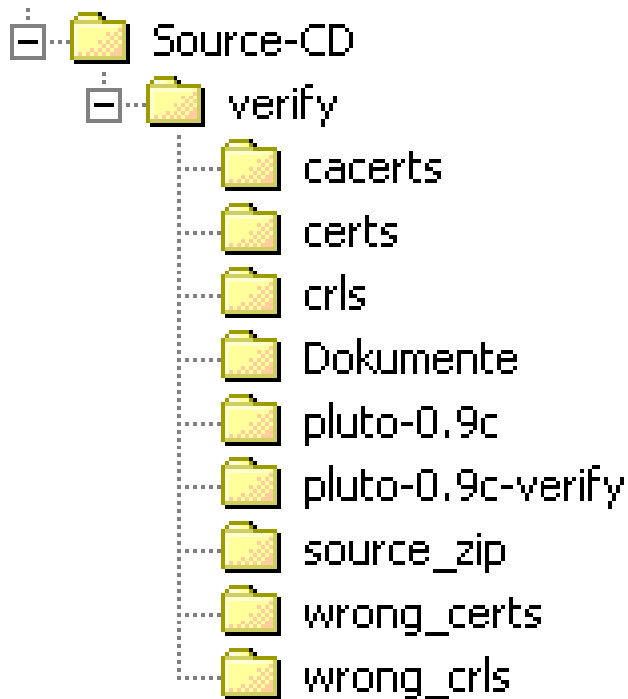 Source-CD
verify
cacerts
certs
crls
Dokumente
pluto-0.9c
pluto-0.9c-verify
source_zip
wrong_certs
wrong_crls